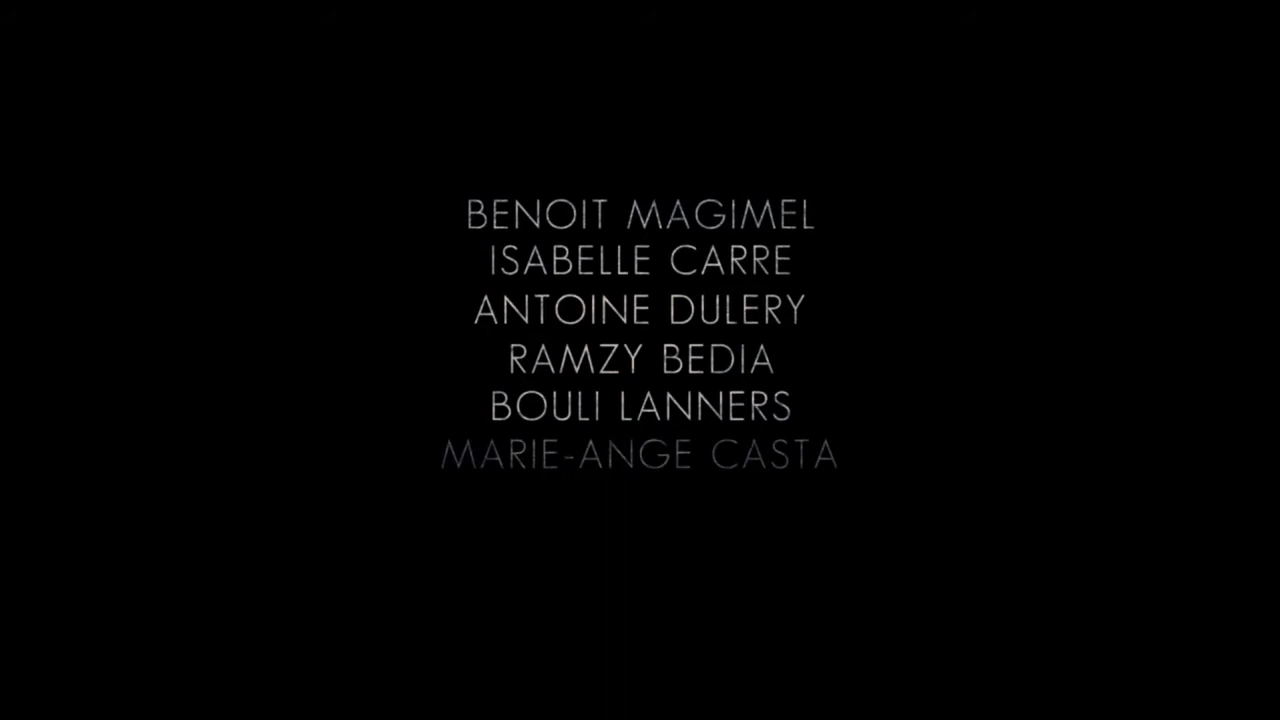 BENOIT MAGIMEL
ISABELLE CARRE
ANTOINE DULERY
RAMZY BEDIA
BOULI LANNERS
MARIE-ANGE CASTA